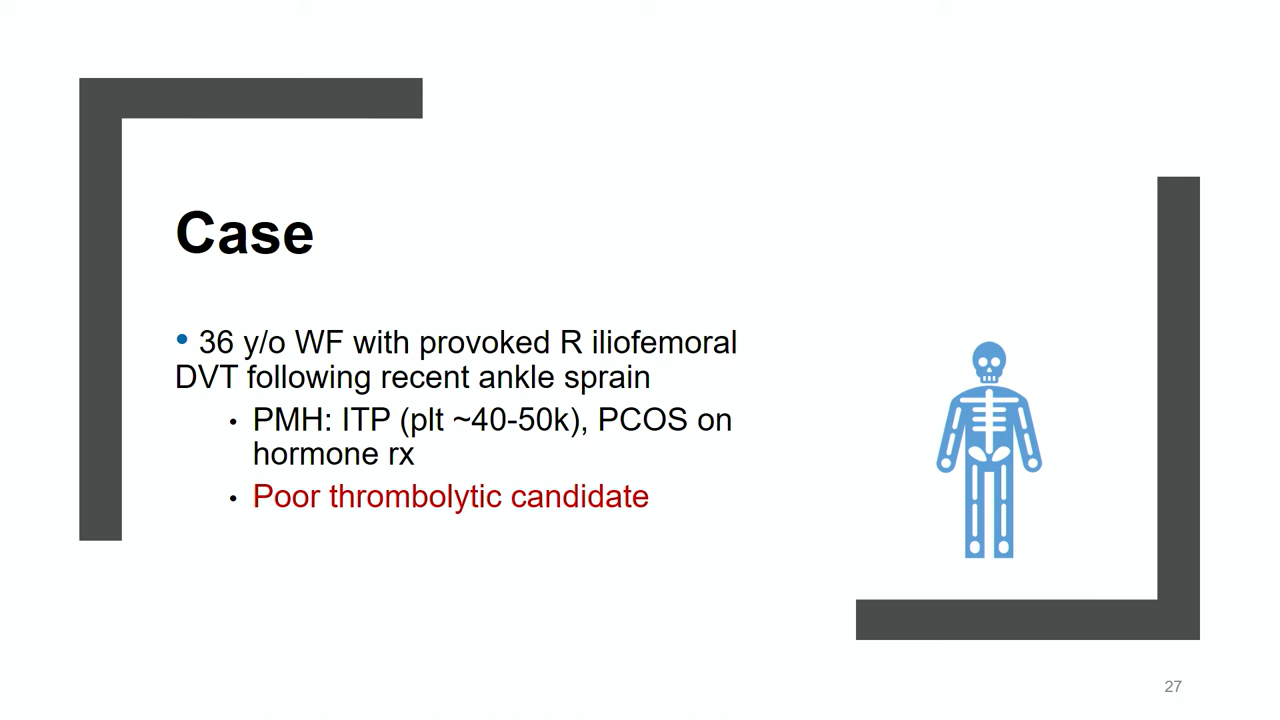 Case
• 36 y/o WF with provoked R iliofemoral
DVT following recent ankle sprain
• PMH: ITP (plt ~40-50k), PCOS on
hormone rx
• Poor thrombolytic candidate
27